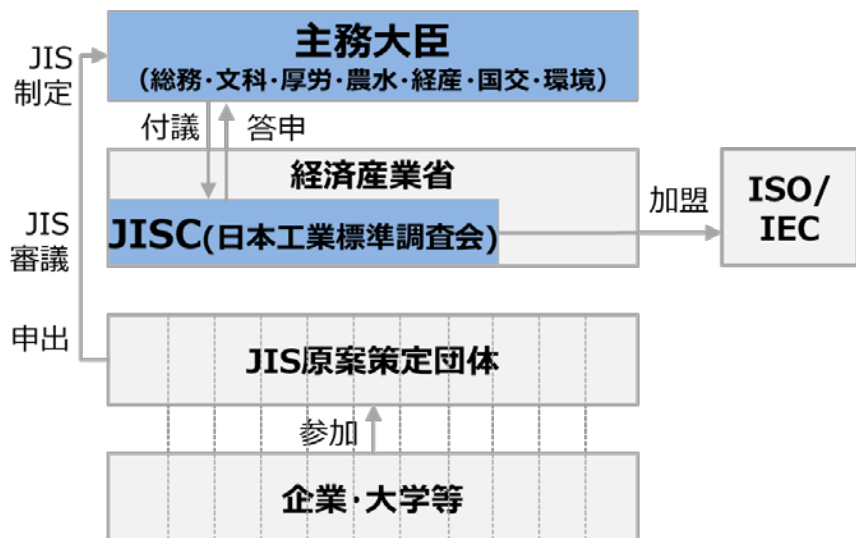 主務大臣
(総務･文科･厚労･農水･経産･国交･環境)
JIS
制定
付議
答申
経済産業省
JISC(日本工業標準調査会)
加盟
ISO/
IEC
JIS
審議
申出
JIS原案策定団体
参加
企業･大学等